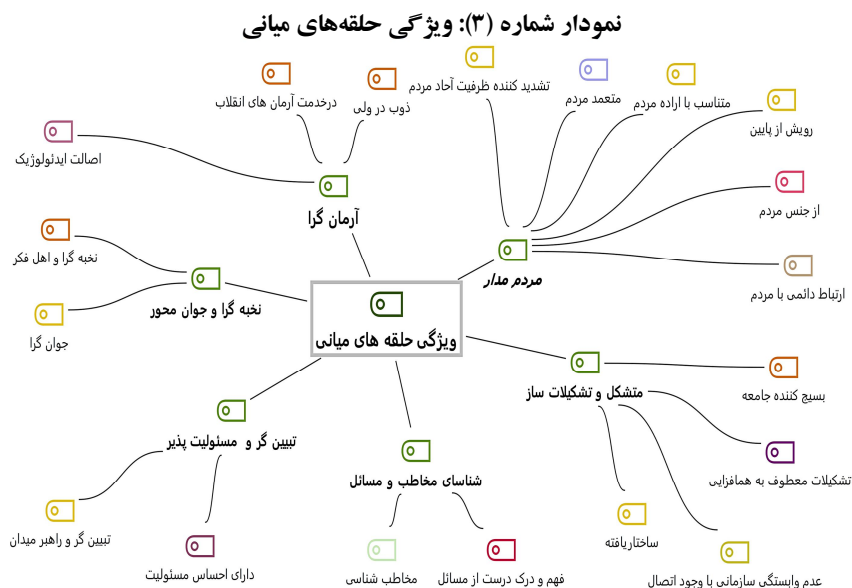 نمودار شماره (۳): ویژگی حلقه‌های میانی
تشدید کننده ظرفیت آحاد مردم
متعمد مردم
متناسب با اراده مردم
رویش از پایین
از جنس مردم
ارتباط دائمی با مردم
مردم مدار
درخدمت آرمان های انقلاب
ذوب در ولی
اصالت ایدئولوژیک
آرمان گرا
نخبه گرا و اهل فکر
جوان گرا
نخبه گرا و جوان محور
ویژگی حلقه های میانی
متشکل و تشکیلات ساز
بسیج کننده جامعه
تشکیلات معطوف به همافزایی
ساختاریافته
عدم وابستگی سازمانی با وجود اتصال
شناسای مخاطب و مسائل
فهم و درک درست از مسائل
مخاطب شناسی
تبیین گر و مسئولیت پذیر
تبیین گر و راهبر میدان
دارای احساس مسئولیت